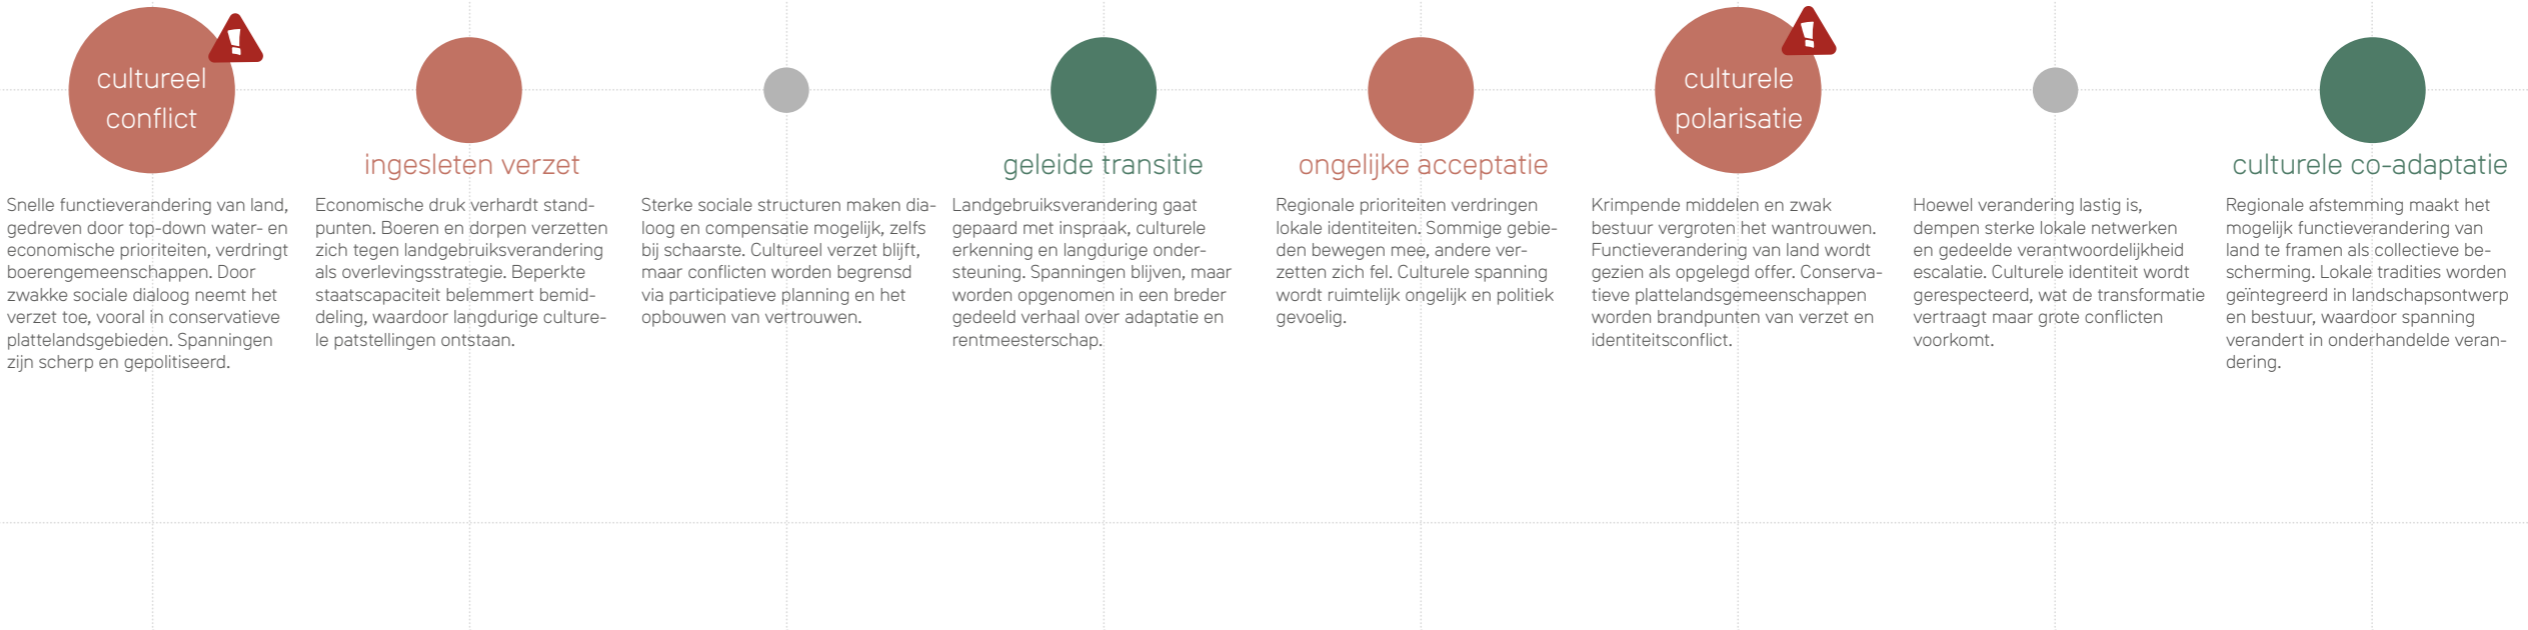 cultureel
conflict
Snelle functieverandering van land,
gedreven door top-down water- en
economische prioriteiten, verdringt
boerengemeenschappen. Door
zwakke sociale dialoog neemt het
verzet toe, vooral in conservatieve
plattelandsgebieden. Spanningen
zijn scherp en gepolitiseerd.
ingesleten verzet
Economische druk verhardt stand-
punten. Boeren en dorpen verzetten
zich tegen landgebruiksverandering
als overlevingsstrategie. Beperkte
staatscapaciteit belemmert bemid-
deling, waardoor langdurige culture-
le patstellingen ontstaan.
Sterke sociale structuren maken dia-
loog en compensatie mogelijk, zelfs
bij schaarste. Cultureel verzet blijft,
maar conflicten worden begrensd
via participatieve planning en het
opbouwen van vertrouwen.
geleide transitie
Landgebruiksverandering gaat
gepaard met inspraak, culturele
erkenning en langdurige onder-
steuning. Spanningen blijven, maar
worden opgenomen in een breder
gedeeld verhaal over adaptatie en
rentmeesterschap.
ongelijke acceptatie
Regionale prioriteiten verdringen
lokale identiteiten. Sommige gebie-
den bewegen mee, andere ver-
zetten zich fel. Culturele spanning
wordt ruimtelijk ongelijk en politiek
gevoelig.
culturele
polarisatie
Krimpende middelen en zwak
bestuur vergroten het wantrouwen.
Functieverandering van land wordt
gezien als opgelegd offer. Conserva-
tieve plattelandsgemeenschappen
worden brandpunten van verzet en
identiteitsconflict.
Hoewel verandering lastig is,
dempen sterke lokale netwerken
en gedeelde verantwoordelijkheid
escalatie. Culturele identiteit wordt
gerespecteerd, wat de transformatie
vertraagt maar grote conflicten
voorkomt.
culturele co-adaptatie
Regionale afstemming maakt het
mogelijk functieverandering van
land te framen als collectieve be-
scherming. Lokale tradities worden
geïntegreerd in landschapsontwerp
en bestuur, waardoor spanning
verandert in onderhandelde veran-
dering.